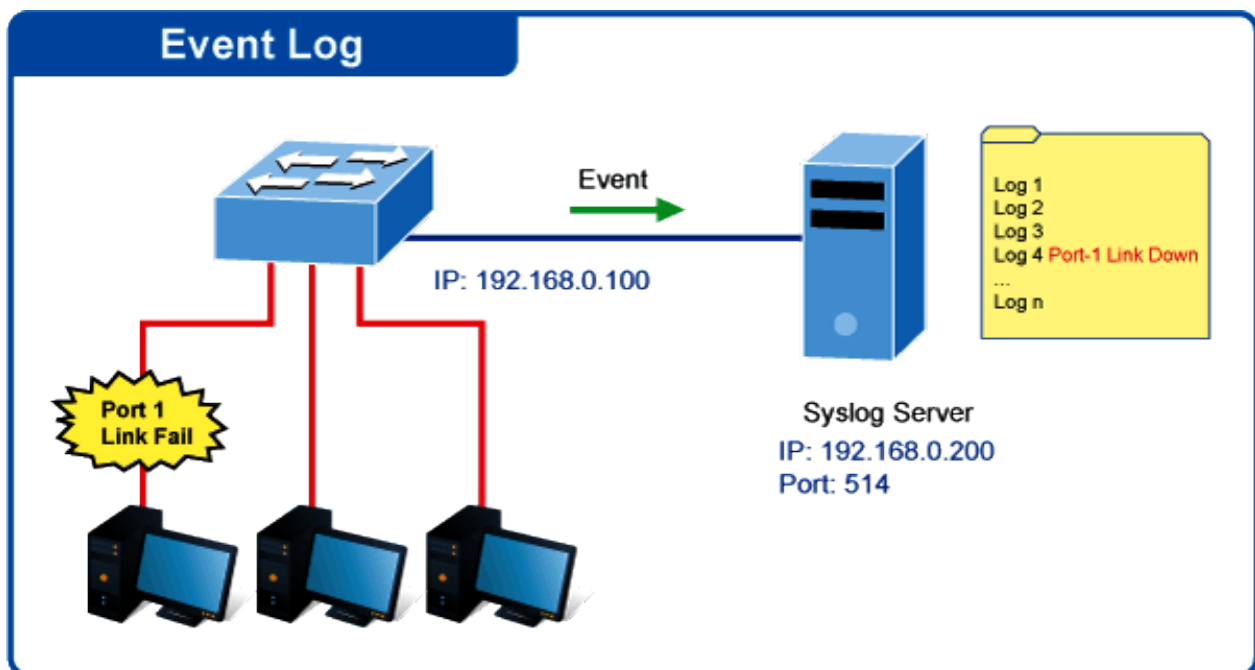 Event Log
Event
IP: 192.168.0.100
Port 1
Link Fail
Log 1
Log 2
Log 3
Log 4 Port-1 Link Down
...
Log n
Syslog Server
IP: 192.168.0.200
Port: 514